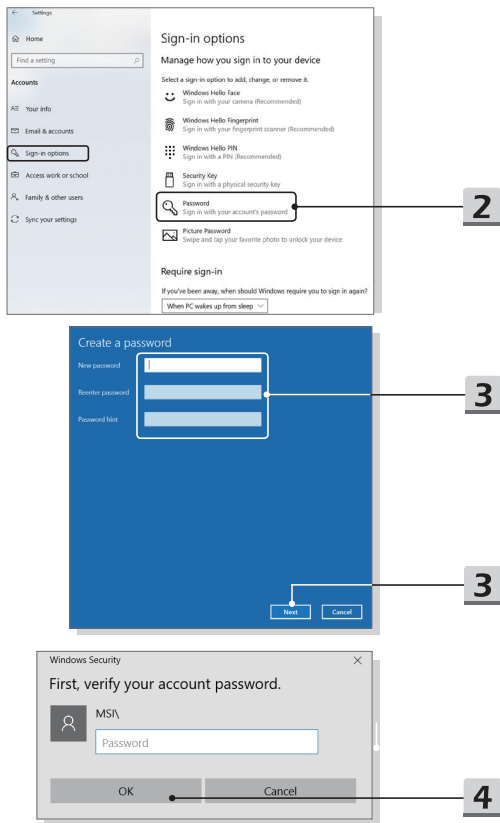 Settings
Home
Find a setting
Accounts
Your info
Email & accounts
Sign-in options
Access work or school
Family & other users
Sync your settings
Sign-in options
Manage how you sign in to your device
Select a sign-in option to add, change, or remove it.
Windows Hello Face
Sign in with your camera (Recommended)
Windows Hello Fingerprint
Sign in with your fingerprint scanner (Recommended)
Windows Hello PIN
Sign in with a PIN (Recommended)
Security Key
Sign in with a physical security key
Password
Sign in with your account's password
Picture Password
Swipe and tap your favorite photo to unlock your device
Require sign-in
If you've been away, when should Windows require you to sign in again?
When PC wakes up from sleep
2
Create a password
New password
Reenter password
Password hint
3
Next
Cancel
3
Windows Security
First, verify your account password.
MSI\
Password
OK
Cancel
4